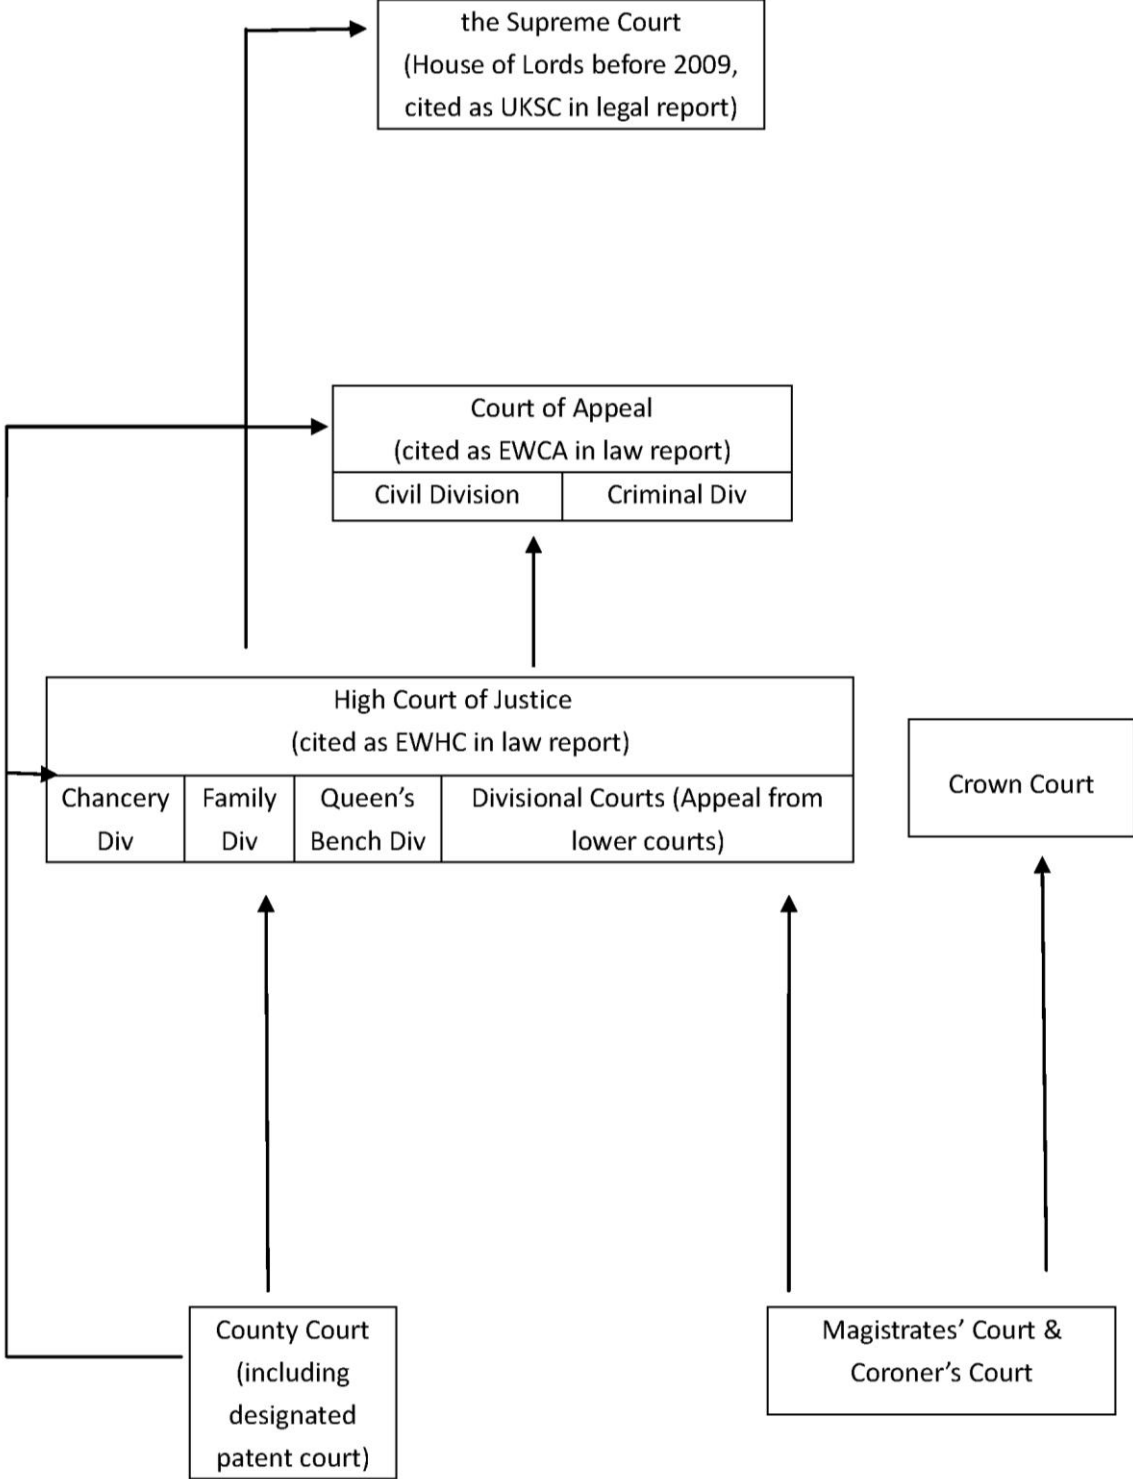 the Supreme Court
(House of Lords before 2009,
cited as UKSC in legal report)
Court of Appeal
(cited as EWCA in law report)
Civil Division
Criminal Div
High Court of Justice
(cited as EWHC in law report)
Chancery
Div
Family
Div
Queen’s
Bench Div
Divisional Courts (Appeal from
lower courts)
Crown Court
County Court
(including
designated
patent court)
Magistrates’ Court &
Coroner’s Court